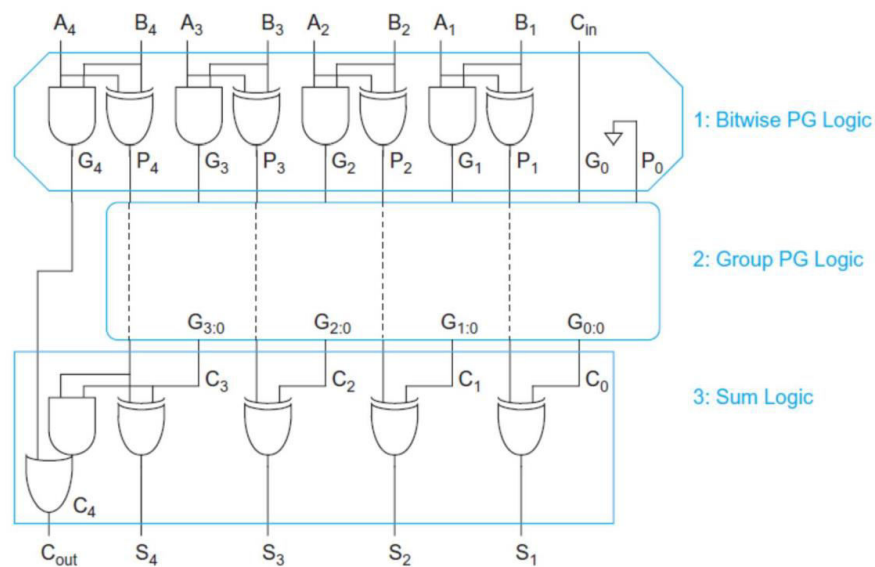 A4 B4 A3 B3 A2 B2 A1 B1 Cin
1: Bitwise PG Logic
G4 P4 G3 P3 G2 P2 G1 P1 G0 P0
2: Group PG Logic
G3:0 G2:0 G1:0 G0:0
C3 C2 C1 C0
3: Sum Logic
C4
Cout S4 S3 S2 S1